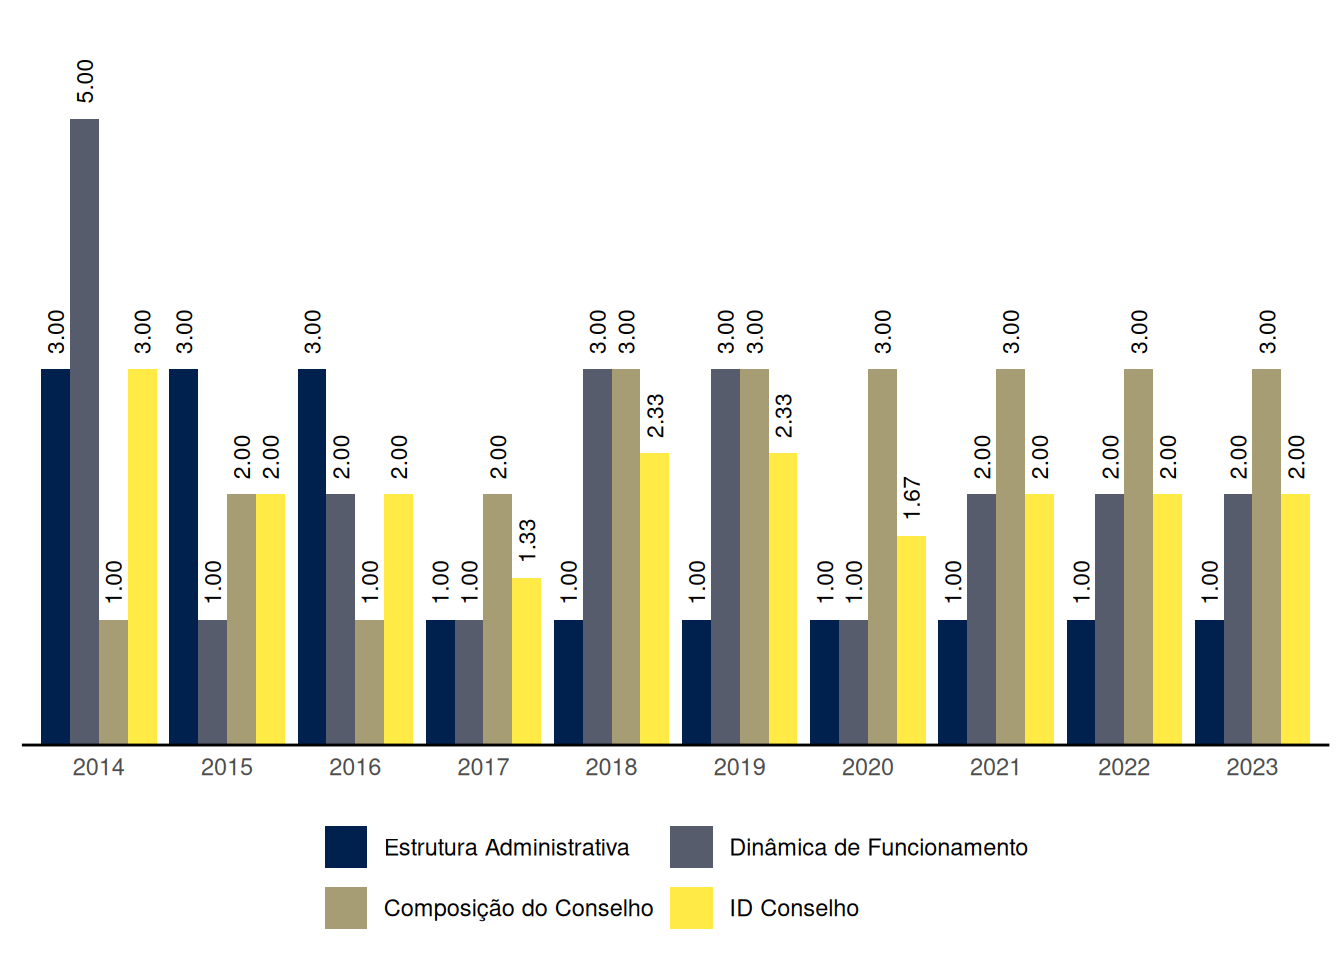 5.00
3.00 3.00 3.00 3.00 3.00 3.00 3.00 3.00 3.00 3.00 3.00 3.00
2.33 2.33
2.00 2.00 2.00 2.00 2.00 2.00 2.00 2.00 2.00 2.00 2.00
1.67
1.33
1.00 1.00 1.00 1.00 1.00 1.00 1.00 1.00 1.00 1.00 1.00 1.00
2014 2015 2016 2017 2018 2019 2020 2021 2022 2023
Estrutura Administrativa Dinâmica de Funcionamento
Composição do Conselho ID Conselho